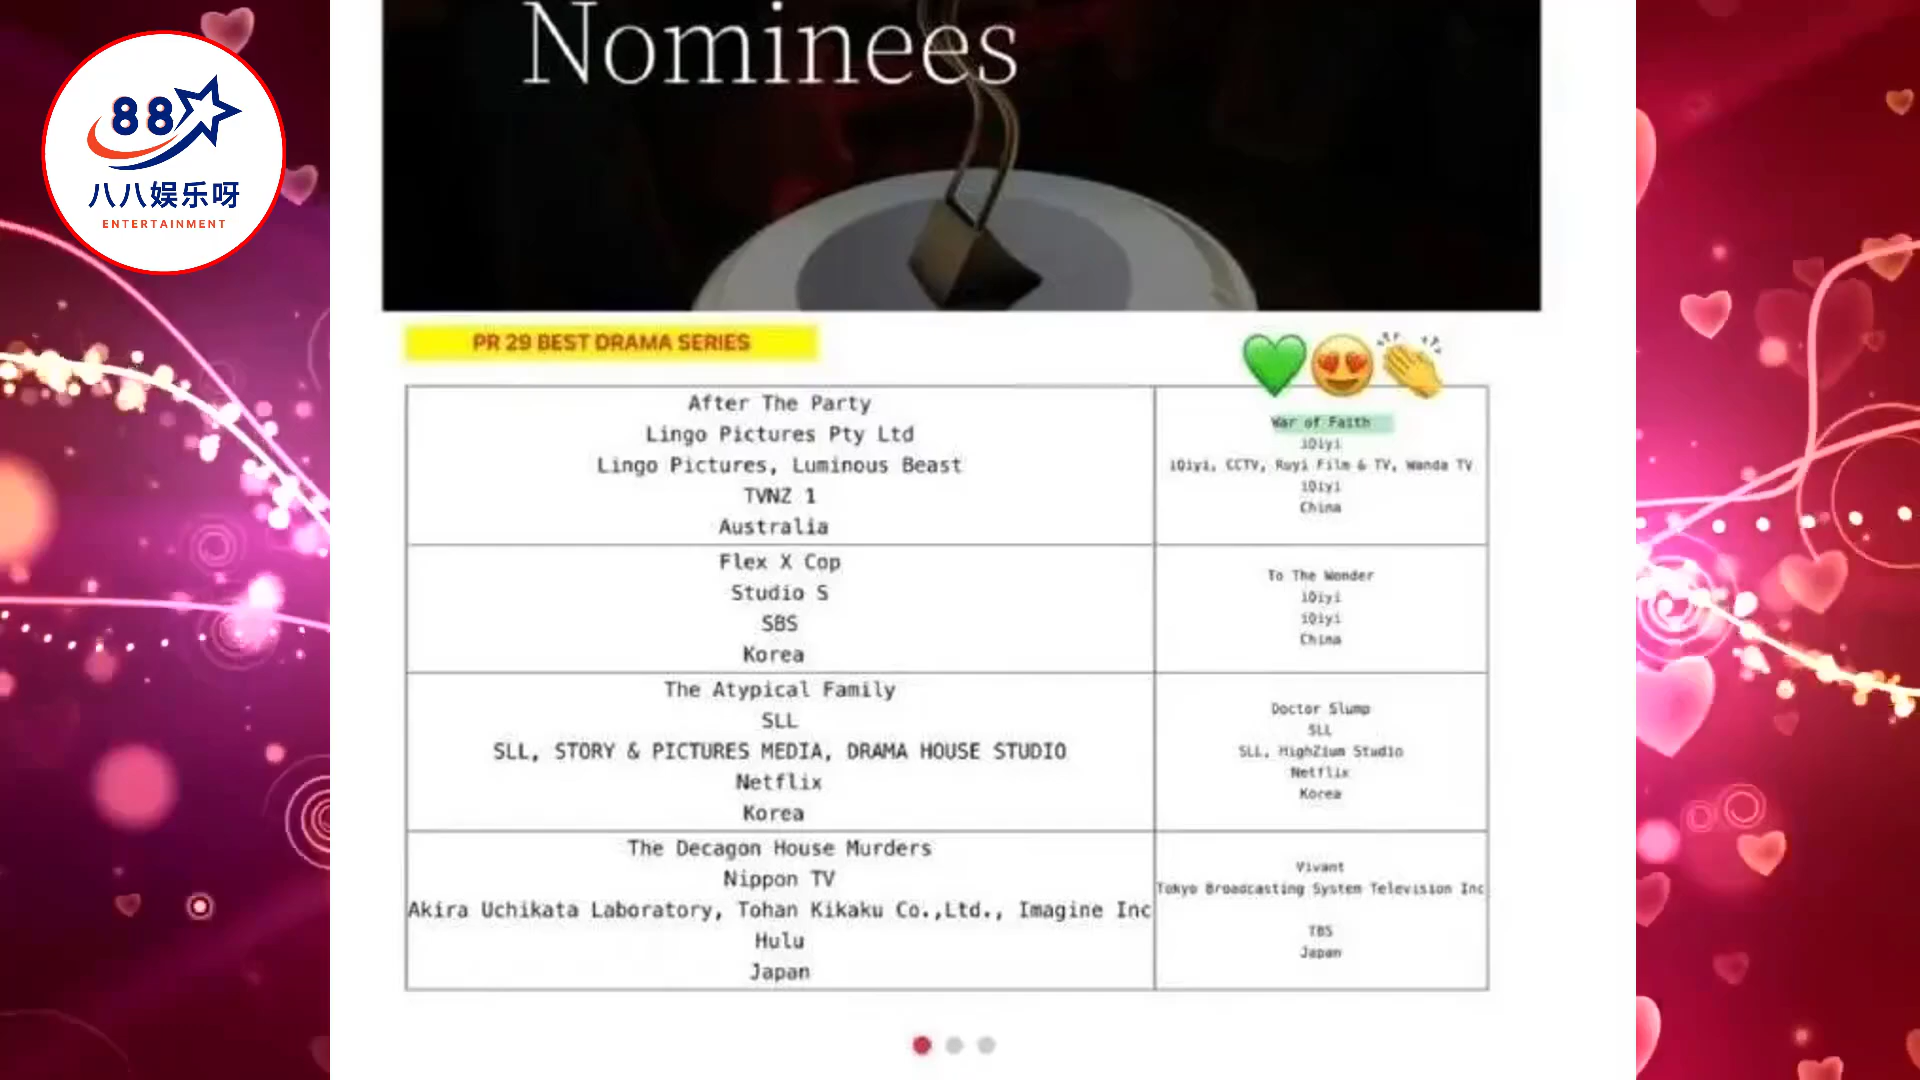 88
八八娱乐呀
ENTERTAINMENT
Nominees
PR 29 BEST DRAMA SERIES
After The Party
Lingo Pictures Pty Ltd
Lingo Pictures, Luminous Beast
TVNZ 1
Australia
War of Faith
iQiyi
iQiyi, CCTV, Ruyi Film & TV, Wanda TV
iQiyi
China
Flex X Cop
Studio S
SBS
Korea
To The Wonder
iQiyi
iQiyi
China
The Atypical Family
SLL
SLL, STORY & PICTURES MEDIA, DRAMA HOUSE STUDIO
Netflix
Korea
Doctor Slump
SLL
SLL, HighZium Studio
Netflix
Korea
The Decagon House Murders
Nippon TV
Akira Uchikata Laboratory, Tohan Kikaku Co.,Ltd., Imagine Inc
Hulu
Japan
Vivant
Tokyo Broadcasting System Television Inc
TBS
Japan